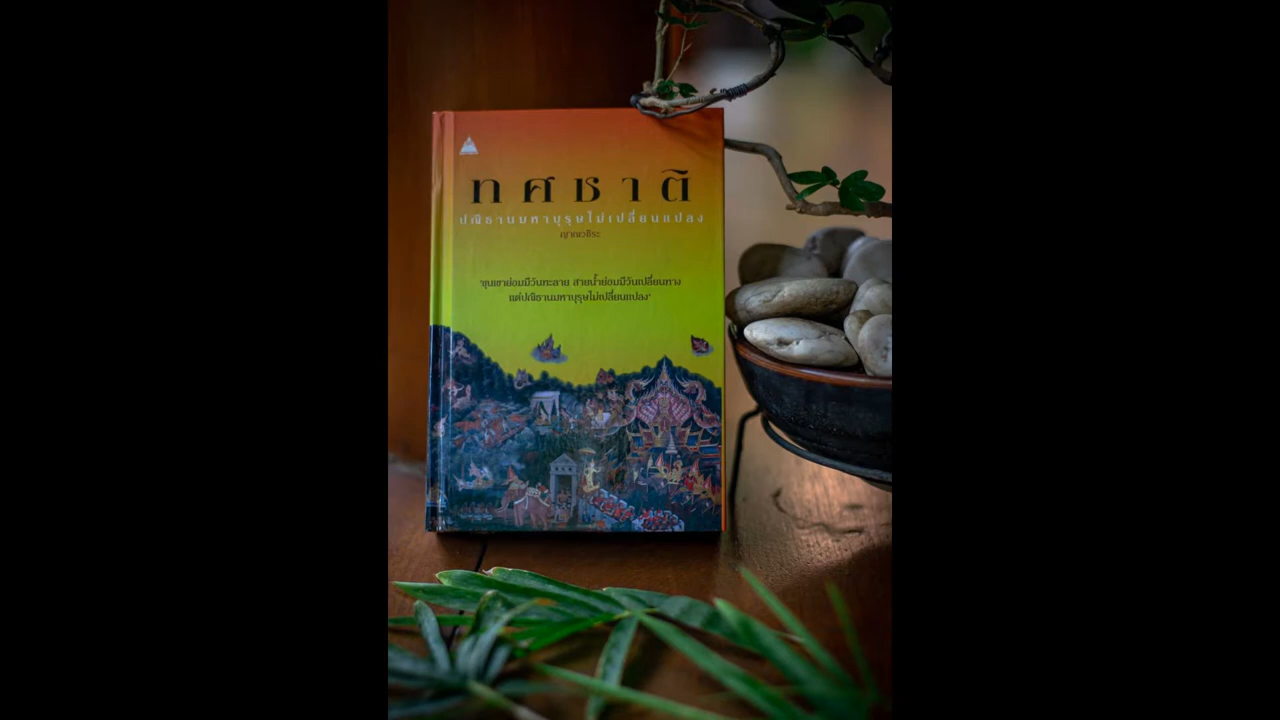 ทศชาติ
ปณิธานมหาบุรุษไม่เปลี่ยนแปลง
ญาณวชิระ
"ขุนเขาย่อมมีวันทะลาย สายน้ำย่อมมีวันเปลี่ยนทาง
แต่ปณิธานมหาบุรุษไม่เปลี่ยนแปลง"